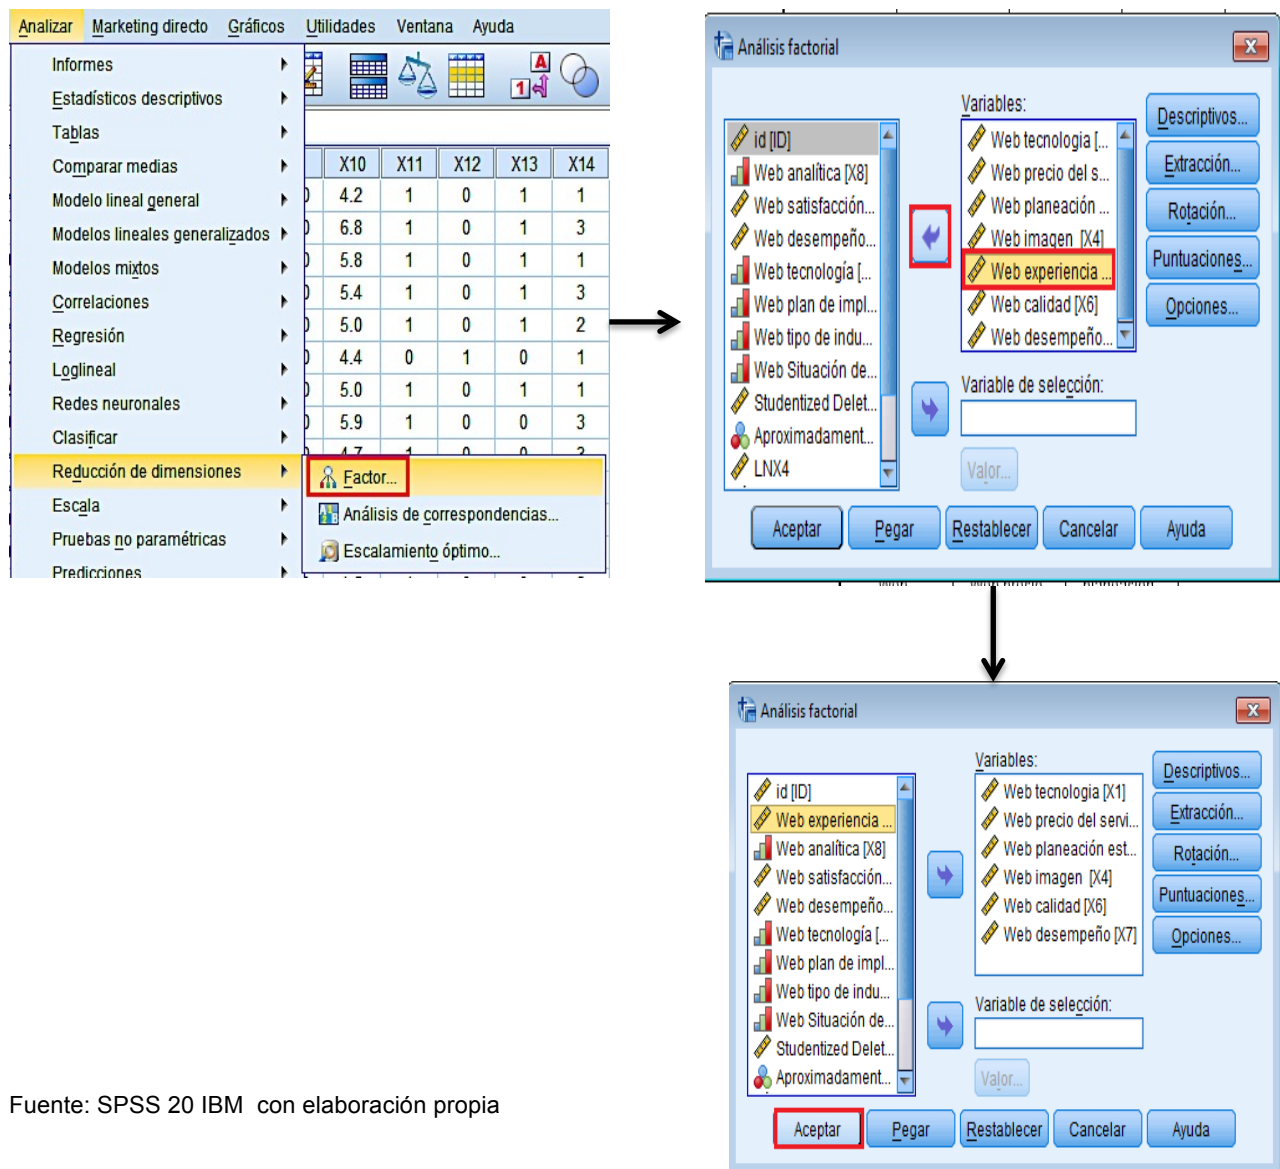 Analizar Marketing directo Gráficos Utilidades Ventana Ayuda
Informes
Estadísticos descriptivos
Tablas
Comparar medias
Modelo lineal general
Modelos lineales generalizados
Modelos mixtos
Correlaciones
Regresión
Loglineal
Redes neuronales
Clasificar
Reducción de dimensiones
Escala
Pruebas no paramétricas
Predicciones
Factor...
Análisis de correspondencias...
Escalamiento óptimo...
A
1
X10 X11 X12 X13 X14
4.2 1 0 1 1
6.8 1 0 1 3
5.8 1 0 1 1
5.4 1 0 1 3
5.0 1 0 1 2
4.4 0 1 0 1
5.0 1 0 1 1
5.9 1 0 0 3
4.7 1 0 0 3
Análisis factorial
id [ID]
Web analítica [X8]
Web satisfacción...
Web desempeño...
Web tecnología [...
Web plan de impl...
Web tipo de indu...
Web Situación de...
Studentized Delet...
Aproximadament...
LNX4
Variables:
Web tecnologia [...
Web precio del s...
Web planeación ...
Web imagen [X4]
Web experiencia ...
Web calidad [X6]
Web desempeño...
Variable de selección:
Valor...
Descriptivos...
Extracción...
Rotación...
Puntuaciones...
Opciones...
Aceptar Pegar Restablecer Cancelar Ayuda
Análisis factorial
id [ID]
Web experiencia ...
Web analítica [X8]
Web satisfacción...
Web desempeño...
Web tecnología [...
Web plan de impl...
Web tipo de indu...
Web Situación de...
Studentized Delet...
Aproximadament...
Variables:
Web tecnologia [X1]
Web precio del servi...
Web planeación est...
Web imagen [X4]
Web calidad [X6]
Web desempeño [X7]
Variable de selección:
Valor...
Descriptivos...
Extracción...
Rotación...
Puntuaciones...
Opciones...
Aceptar Pegar Restablecer Cancelar Ayuda
Fuente: SPSS 20 IBM con elaboración propia